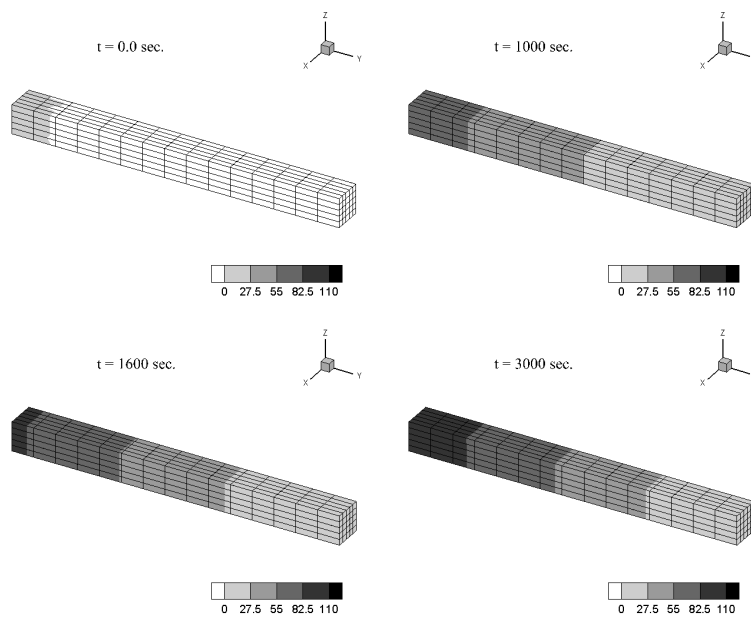 Z
t = 0.0 sec.
X
Y
0 27.5 55 82.5 110
Z
t = 1000 sec.
X
0 27.5 55 82.5 110
Z
t = 1600 sec.
X
Y
0 27.5 55 82.5 110
Z
t = 3000 sec.
X
0 27.5 55 82.5 110